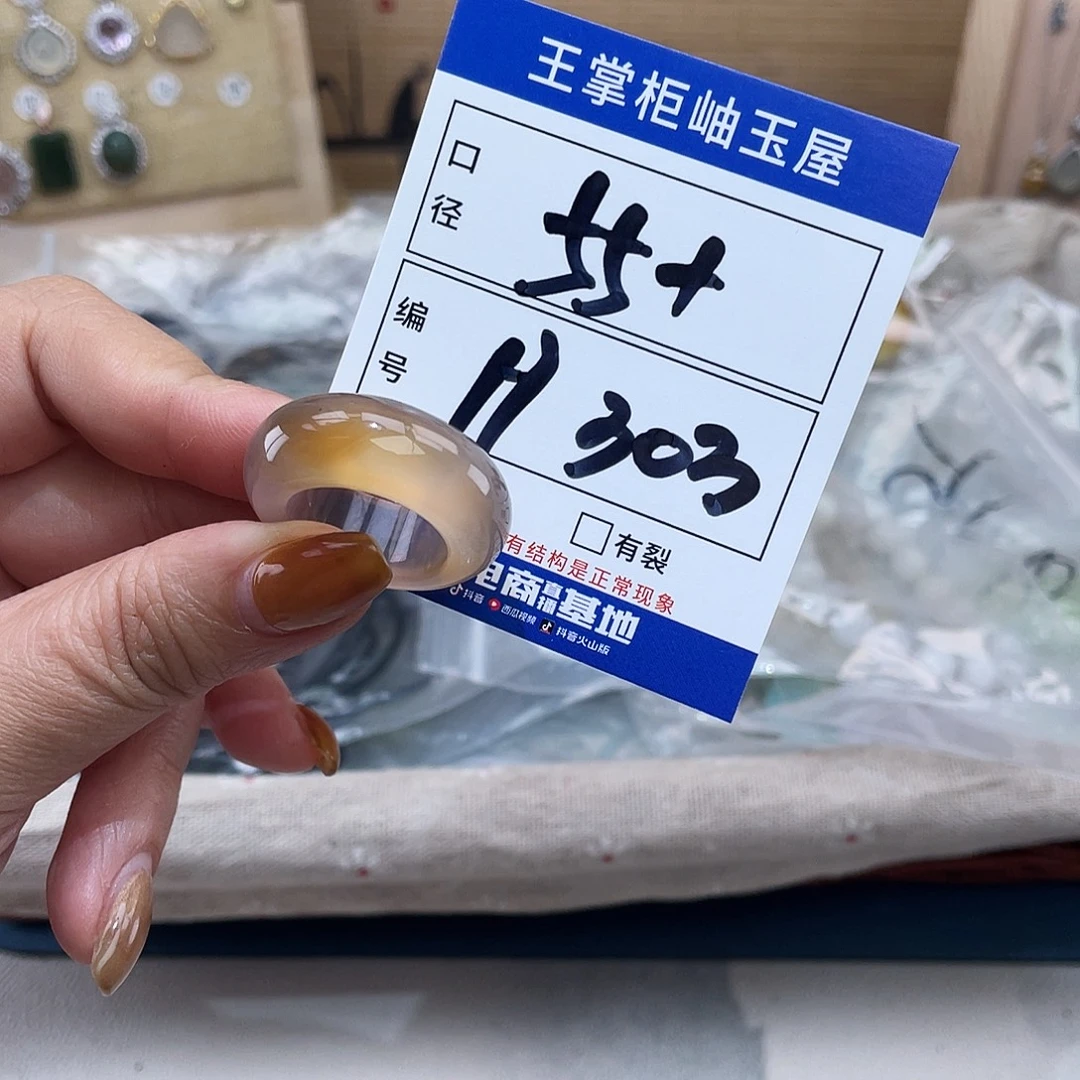 王掌柜岫玉屋
口径
55+
编号
H 303
有裂
有结构是正常现象
电商直播基地
抖音 西瓜视频 抖音火山版